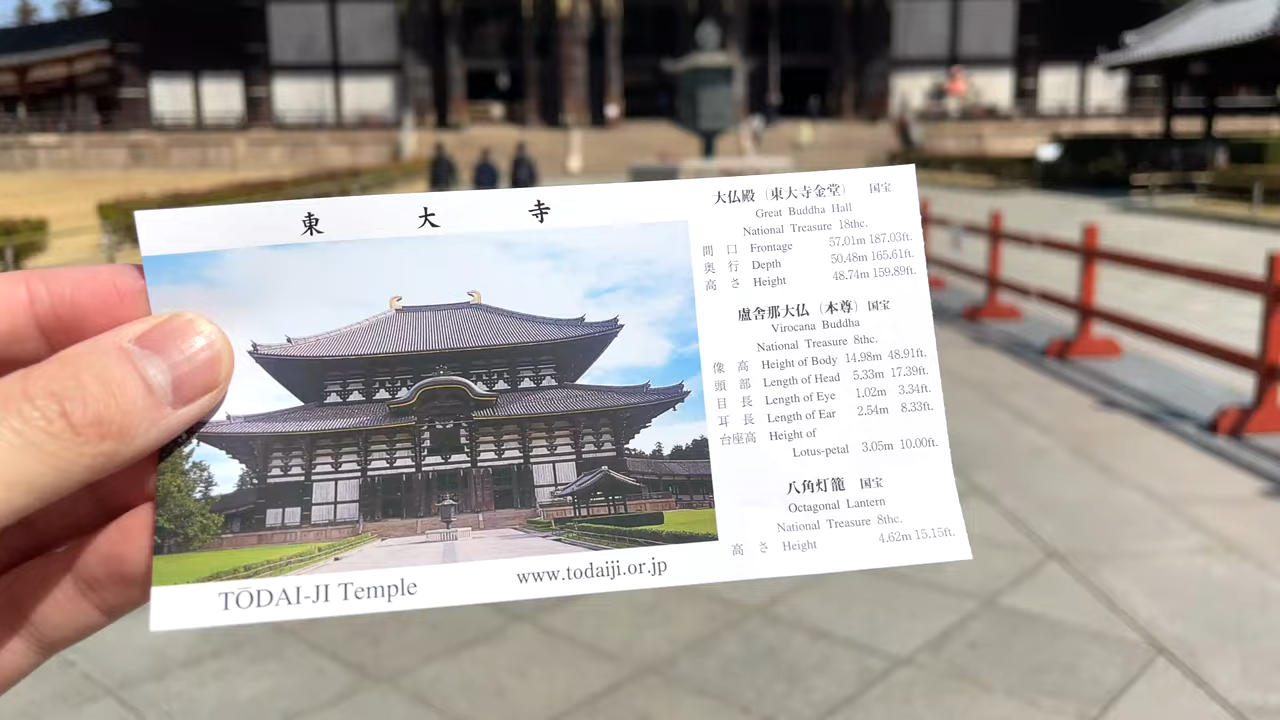 東 大 寺
TŌDAI-JI Temple
www.todaiji.or.jp
大仏殿（東大寺金堂） 国宝
Great Buddha Hall
National Treasure 18thc.
間 口 Frontage 57.01m 187.03ft.
奥 行 Depth 50.48m 165.61ft.
高 さ Height 48.74m 159.89ft.
盧舎那大仏（本尊）国宝
Virocana Buddha
National Treasure 8thc.
像 高 Height of Body 14.98m 48.91ft.
頭 部 Length of Head 5.33m 17.39ft.
目 長 Length of Eye 1.02m 3.34ft.
耳 長 Length of Ear 2.54m 8.33ft.
台座高 Height of
Lotus-petal 3.05m 10.00ft.
八角灯籠 国宝
Octagonal Lantern
National Treasure 8thc.
高 さ Height 4.62m 15.15ft.